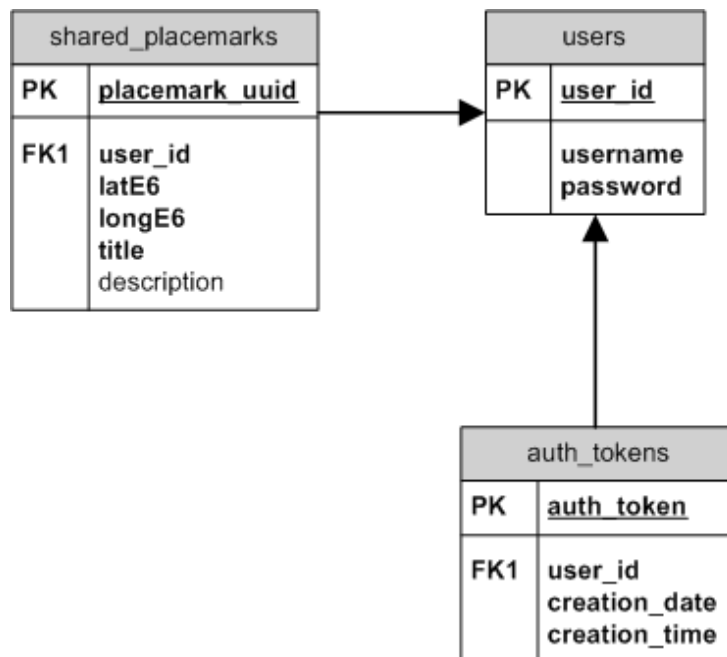 shared_placemarks
PK placemark_uuid
FK1 user_id
latE6
longE6
title
description
users
PK user_id
username
password
auth_tokens
PK auth_token
FK1 user_id
creation_date
creation_time